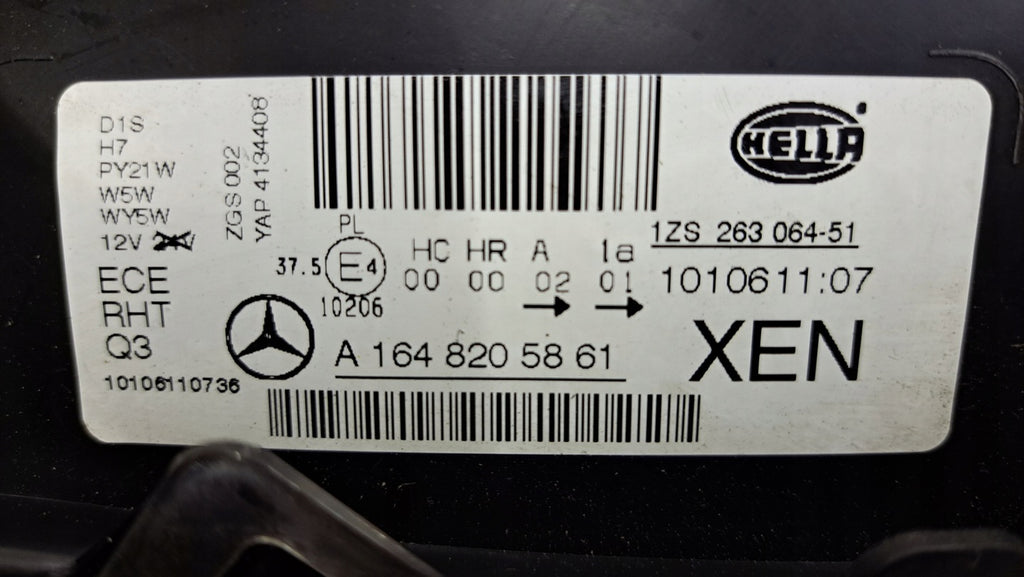 D1S
H7
PY21W
W5W
WY5W
12V 24V
ECE
RHT
Q3
10106110736
ZGS 002
YAP 4134408
PL
37.5 E4
10206
HC HR A 1a
00 00 02 01
A 164 820 58 61
HELLA
1ZS 263 064-51
1010611:07
XEN